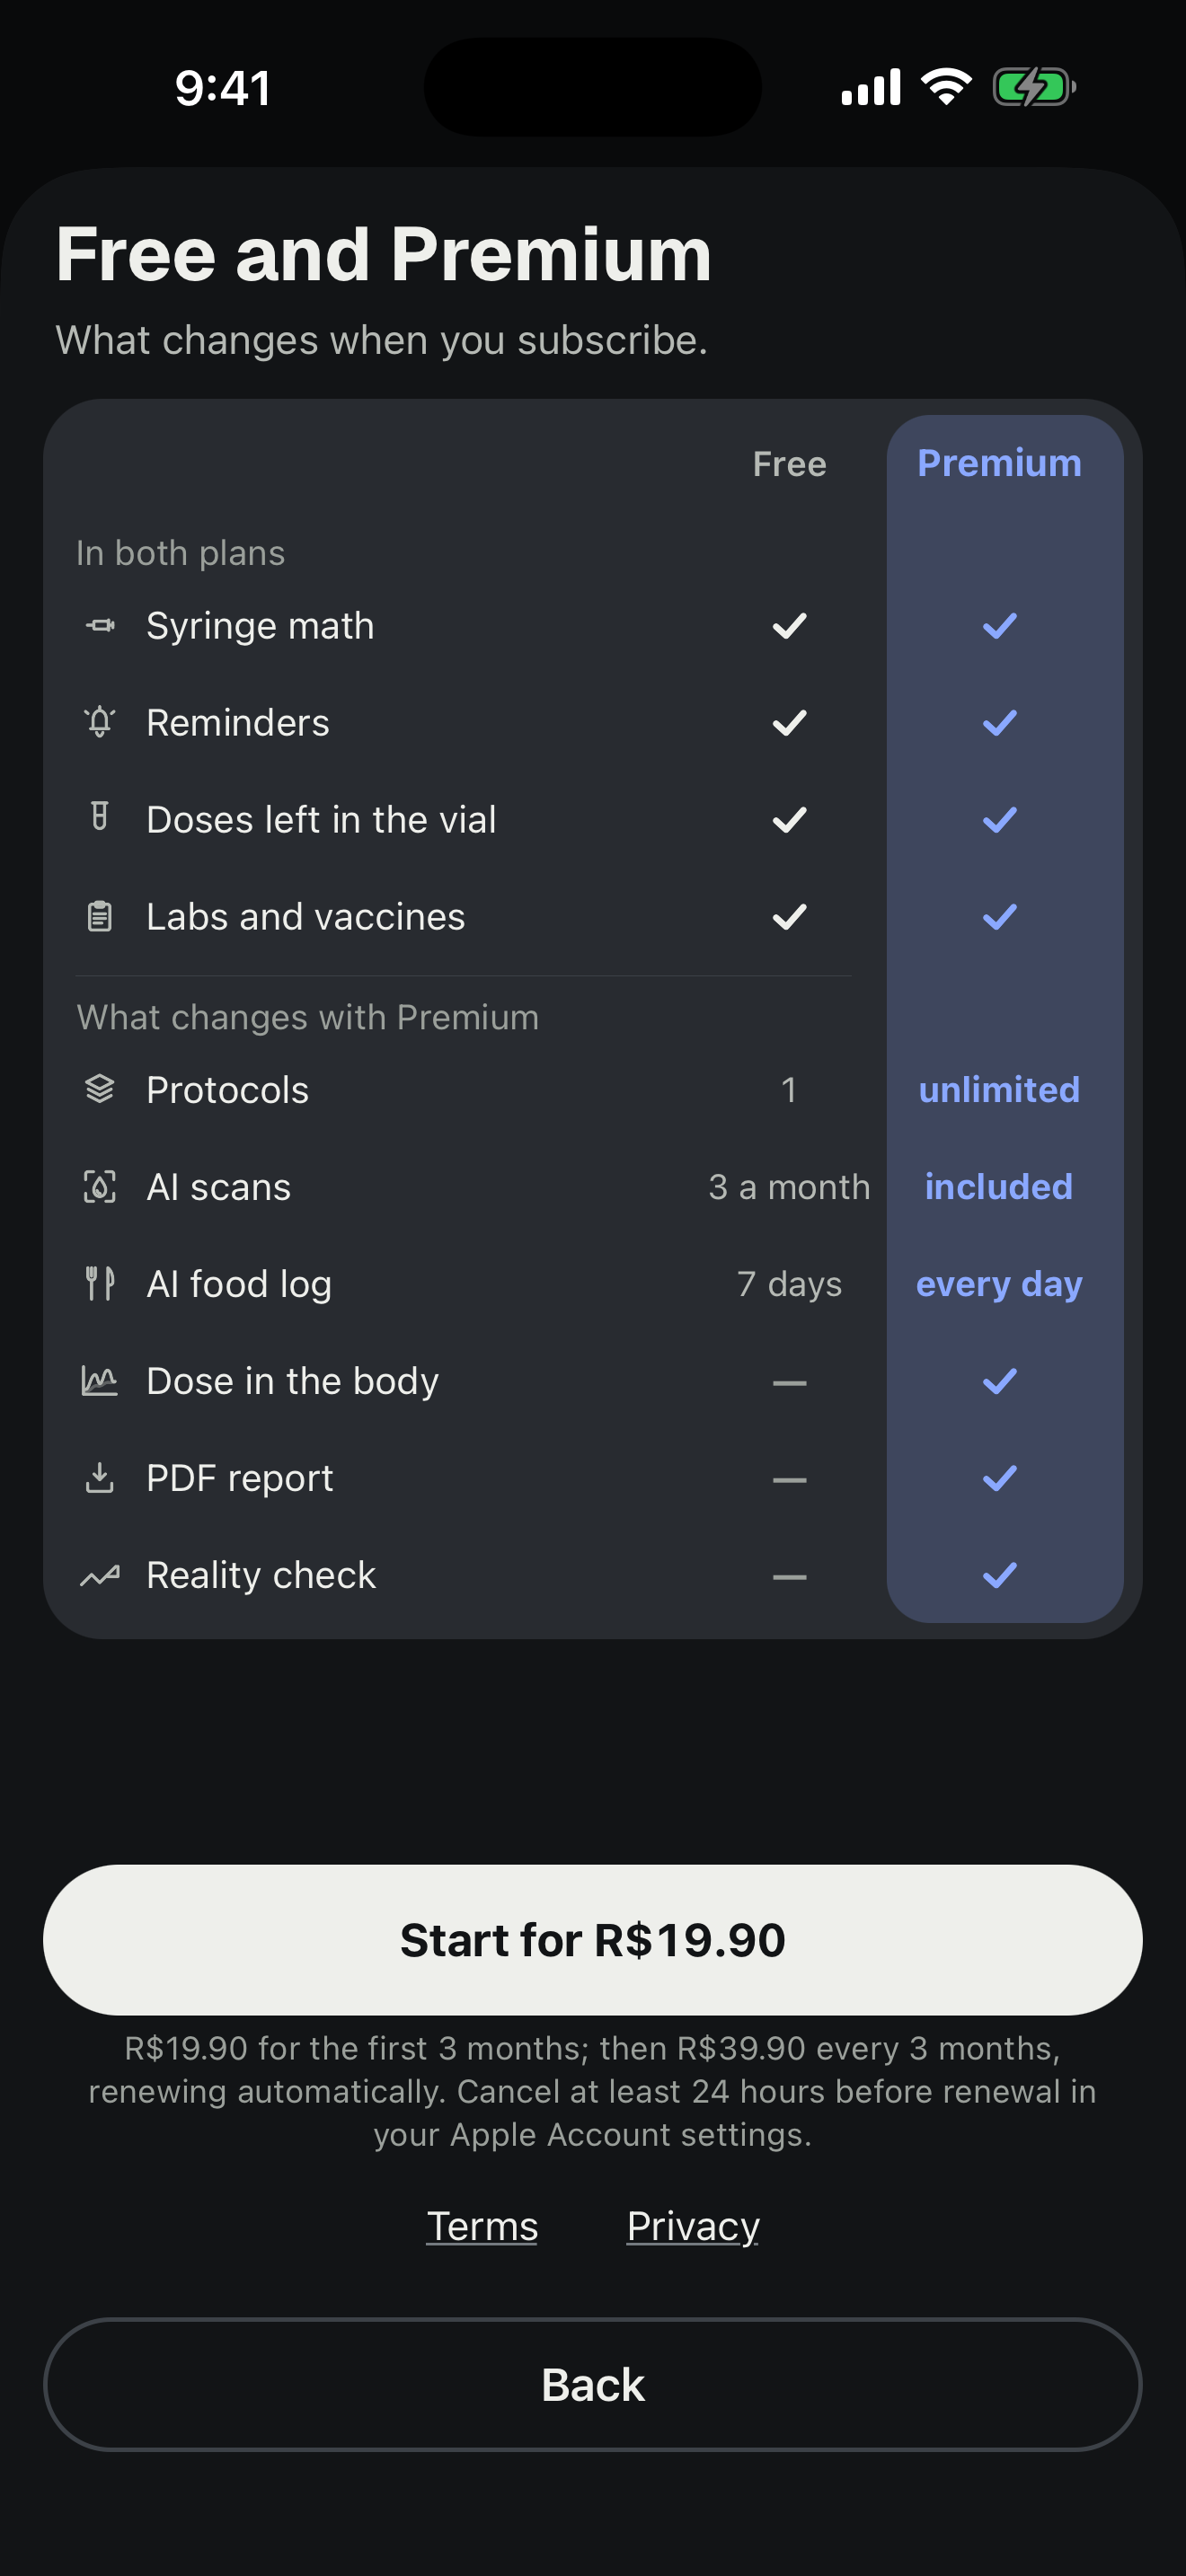 9:41
Free and Premium
What changes when you subscribe.
Free Premium
In both plans
Syringe math
Reminders
Doses left in the vial
Labs and vaccines
What changes with Premium
Protocols 1 unlimited
AI scans 3 a month included
AI food log 7 days every day
Dose in the body —
PDF report —
Reality check —
Start for R$19.90
R$19.90 for the first 3 months; then R$39.90 every 3 months,
renewing automatically. Cancel at least 24 hours before renewal in
your Apple Account settings.
Terms Privacy
Back